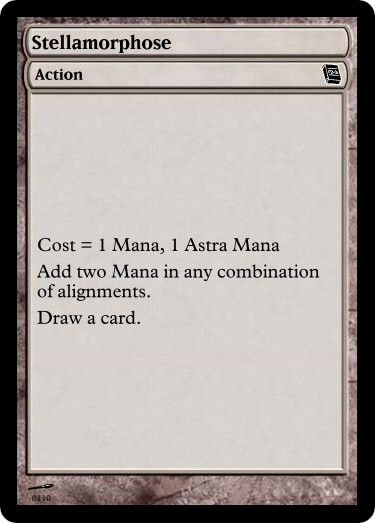 Stellamorphose
Action
Cost = 1 Mana, 1 Astra Mana
Add two Mana in any combination
of alignments.
Draw a card.
0110